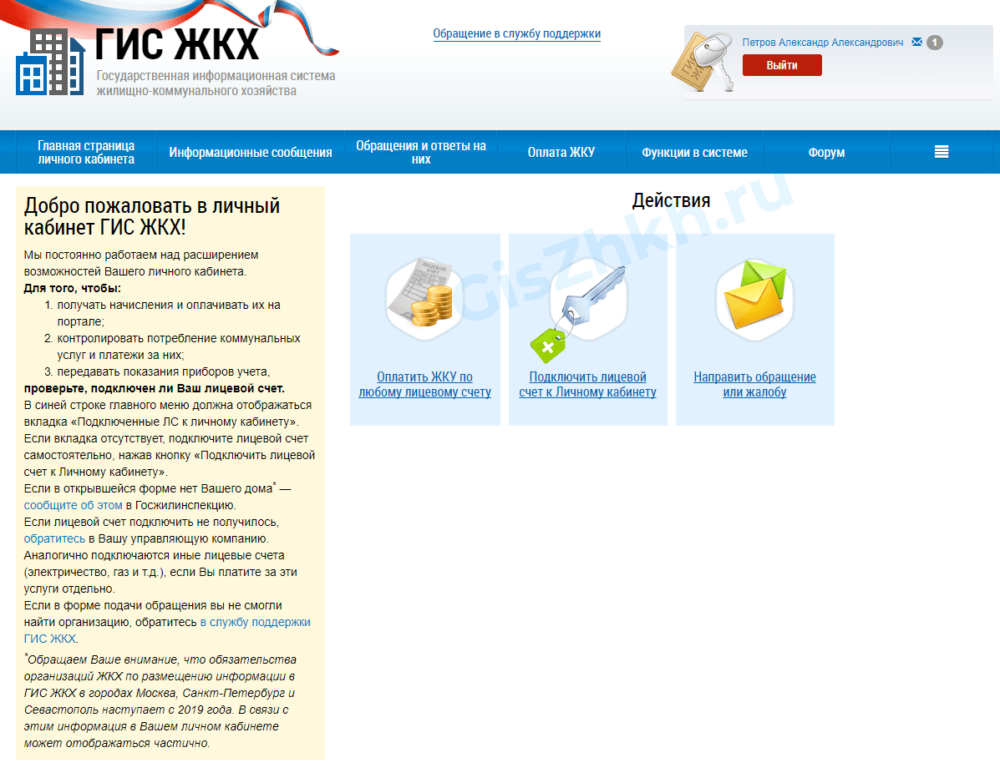 ГИС ЖКХ
Государственная информационная система
жилищно-коммунального хозяйства
Обращение в службу поддержки
Петров Александр Александрович 1
Выйти
ГИС
ЖК
Главная страница
личного кабинета
Информационные сообщения
Обращения и ответы на
них
Оплата ЖКУ
Функции в системе
Форум
Добро пожаловать в личный
кабинет ГИС ЖКХ!
Мы постоянно работаем над расширением
возможностей Вашего личного кабинета.
Для того, чтобы:
1. получать начисления и оплачивать их на
портале;
2. контролировать потребление коммунальных
услуг и платежи за них;
3. передавать показания приборов учета,
проверьте, подключен ли Ваш лицевой счет.
В синей строке главного меню должна отображаться
вкладка «Подключенные ЛС к личному кабинету».
Если вкладка отсутствует, подключите лицевой счет
самостоятельно, нажав кнопку «Подключить лицевой
счет к Личному кабинету».
Если в открывшейся форме нет Вашего дома* —
сообщите об этом в Госжилинспекцию.
Если лицевой счет подключить не получилось,
обратитесь в Вашу управляющую компанию.
Аналогично подключаются иные лицевые счета
(электричество, газ и т.д.), если Вы платите за эти
услуги отдельно.
Если в форме подачи обращения вы не смогли
найти организацию, обратитесь в службу поддержки
ГИС ЖКХ.
*Обращаем Ваше внимание, что обязательства
организаций ЖКХ по размещению информации в
ГИС ЖКХ в городах Москва, Санкт-Петербург и
Севастополь наступает с 2019 года. В связи с
этим информация в Вашем личном кабинете
может отображаться частично.
Действия
GisZhkh.ru
ЛИЦЕВОЙ
СЧЕТ
Оплатить ЖКУ по
любому лицевому счету
Подключить лицевой
счет к Личному кабинету
Направить обращение
или жалобу